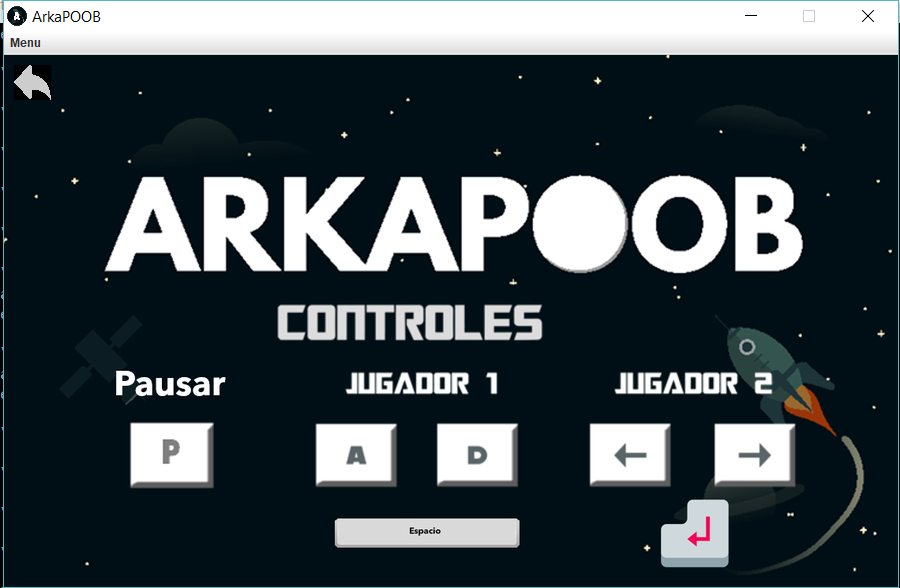 ArkaPOOB
Menu
ARKAPOOB
CONTROLES
Pausar
JUGADOR 1
JUGADOR 2
P
A
D
←
→
Espacio